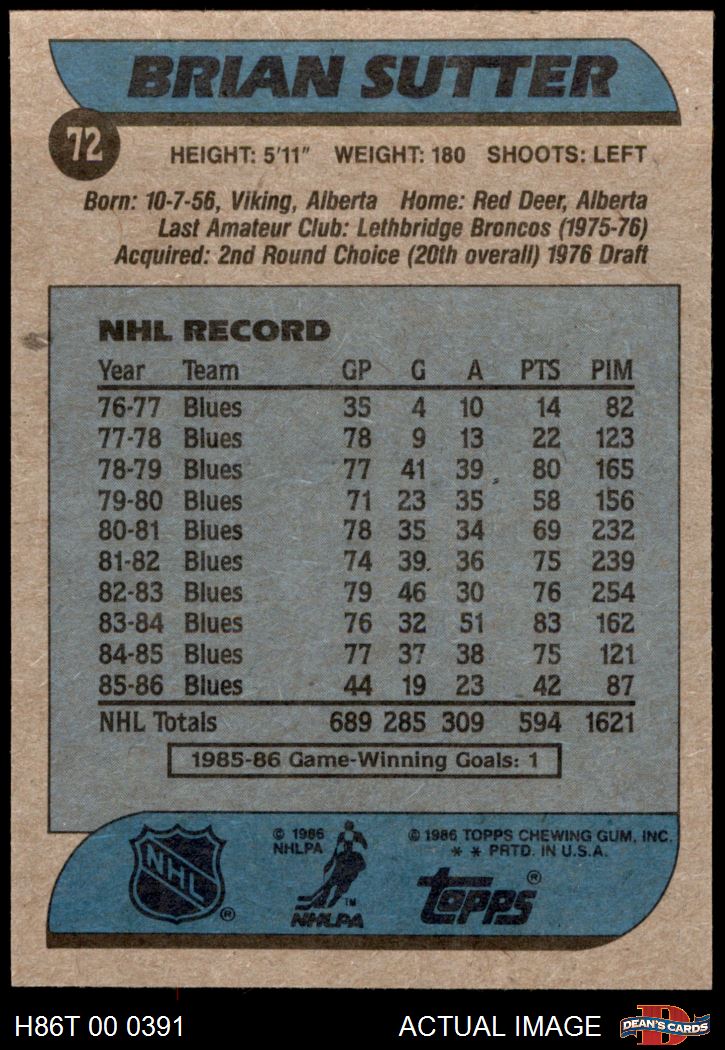 BRIAN SUTTER
72
HEIGHT: 5'11" WEIGHT: 180 SHOOTS: LEFT
Born: 10-7-56, Viking, Alberta Home: Red Deer, Alberta
Last Amateur Club: Lethbridge Broncos (1975-76)
Acquired: 2nd Round Choice (20th overall) 1976 Draft
NHL RECORD
Year Team GP G A PTS PIM
76-77 Blues 35 4 10 14 82
77-78 Blues 78 9 13 22 123
78-79 Blues 77 41 39 80 165
79-80 Blues 71 23 35 58 156
80-81 Blues 78 35 34 69 232
81-82 Blues 74 39 36 75 239
82-83 Blues 79 46 30 76 254
83-84 Blues 76 32 51 83 162
84-85 Blues 77 37 38 75 121
85-86 Blues 44 19 23 42 87
NHL Totals 689 285 309 594 1621
1985-86 Game-Winning Goals: 1
NHL ®
© 1986
NHLPA
TM
NHLPA
© 1986 TOPPS CHEWING GUM, INC.
* * PRTD. IN U.S.A.
TOPPS ®
H86T 00 0391
ACTUAL IMAGE
D
DEAN'S CARDS